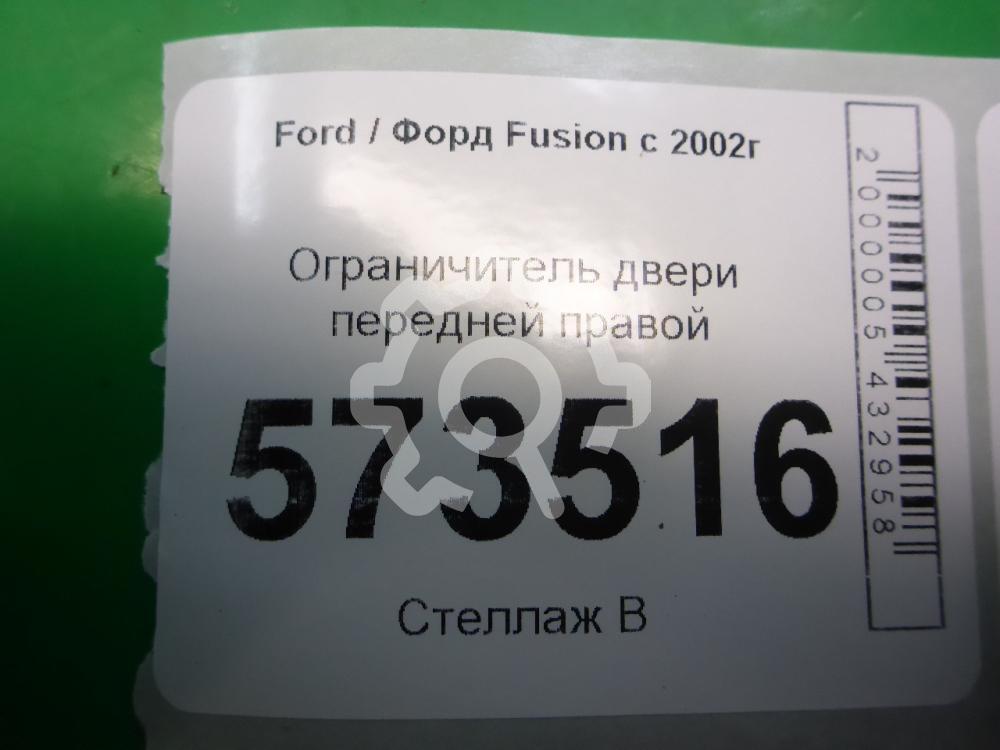 Ford / Форд Fusion с 2002г
Ограничитель двери
передней правой
573516
Стеллаж В
2000005432958